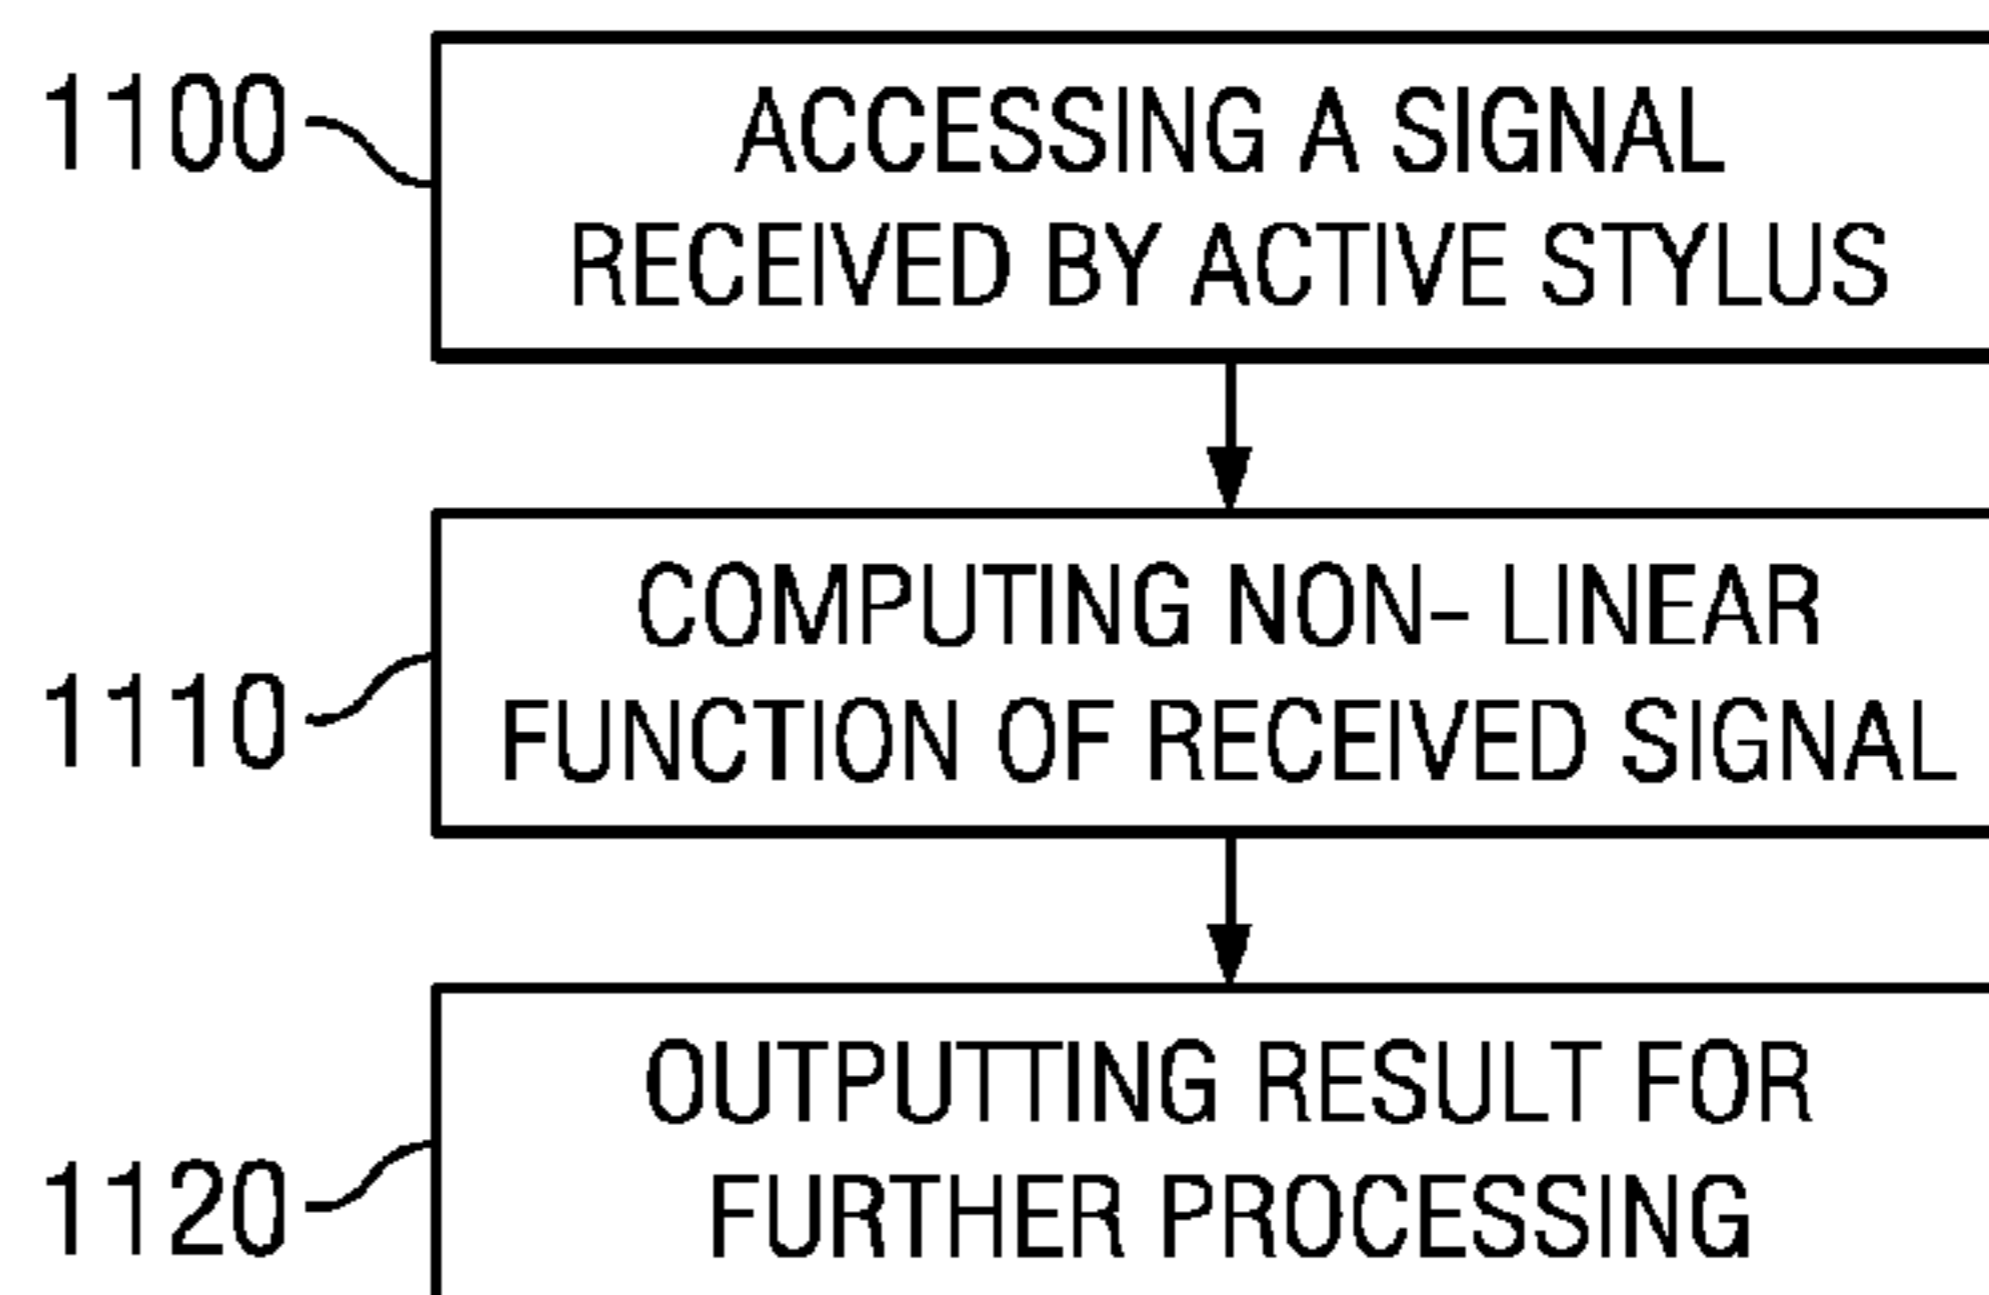 1100
ACCESSING A SIGNAL
RECEIVED BY ACTIVE STYLUS
1110
COMPUTING NON– LINEAR
FUNCTION OF RECEIVED SIGNAL
1120
OUTPUTTING RESULT FOR
FURTHER PROCESSING